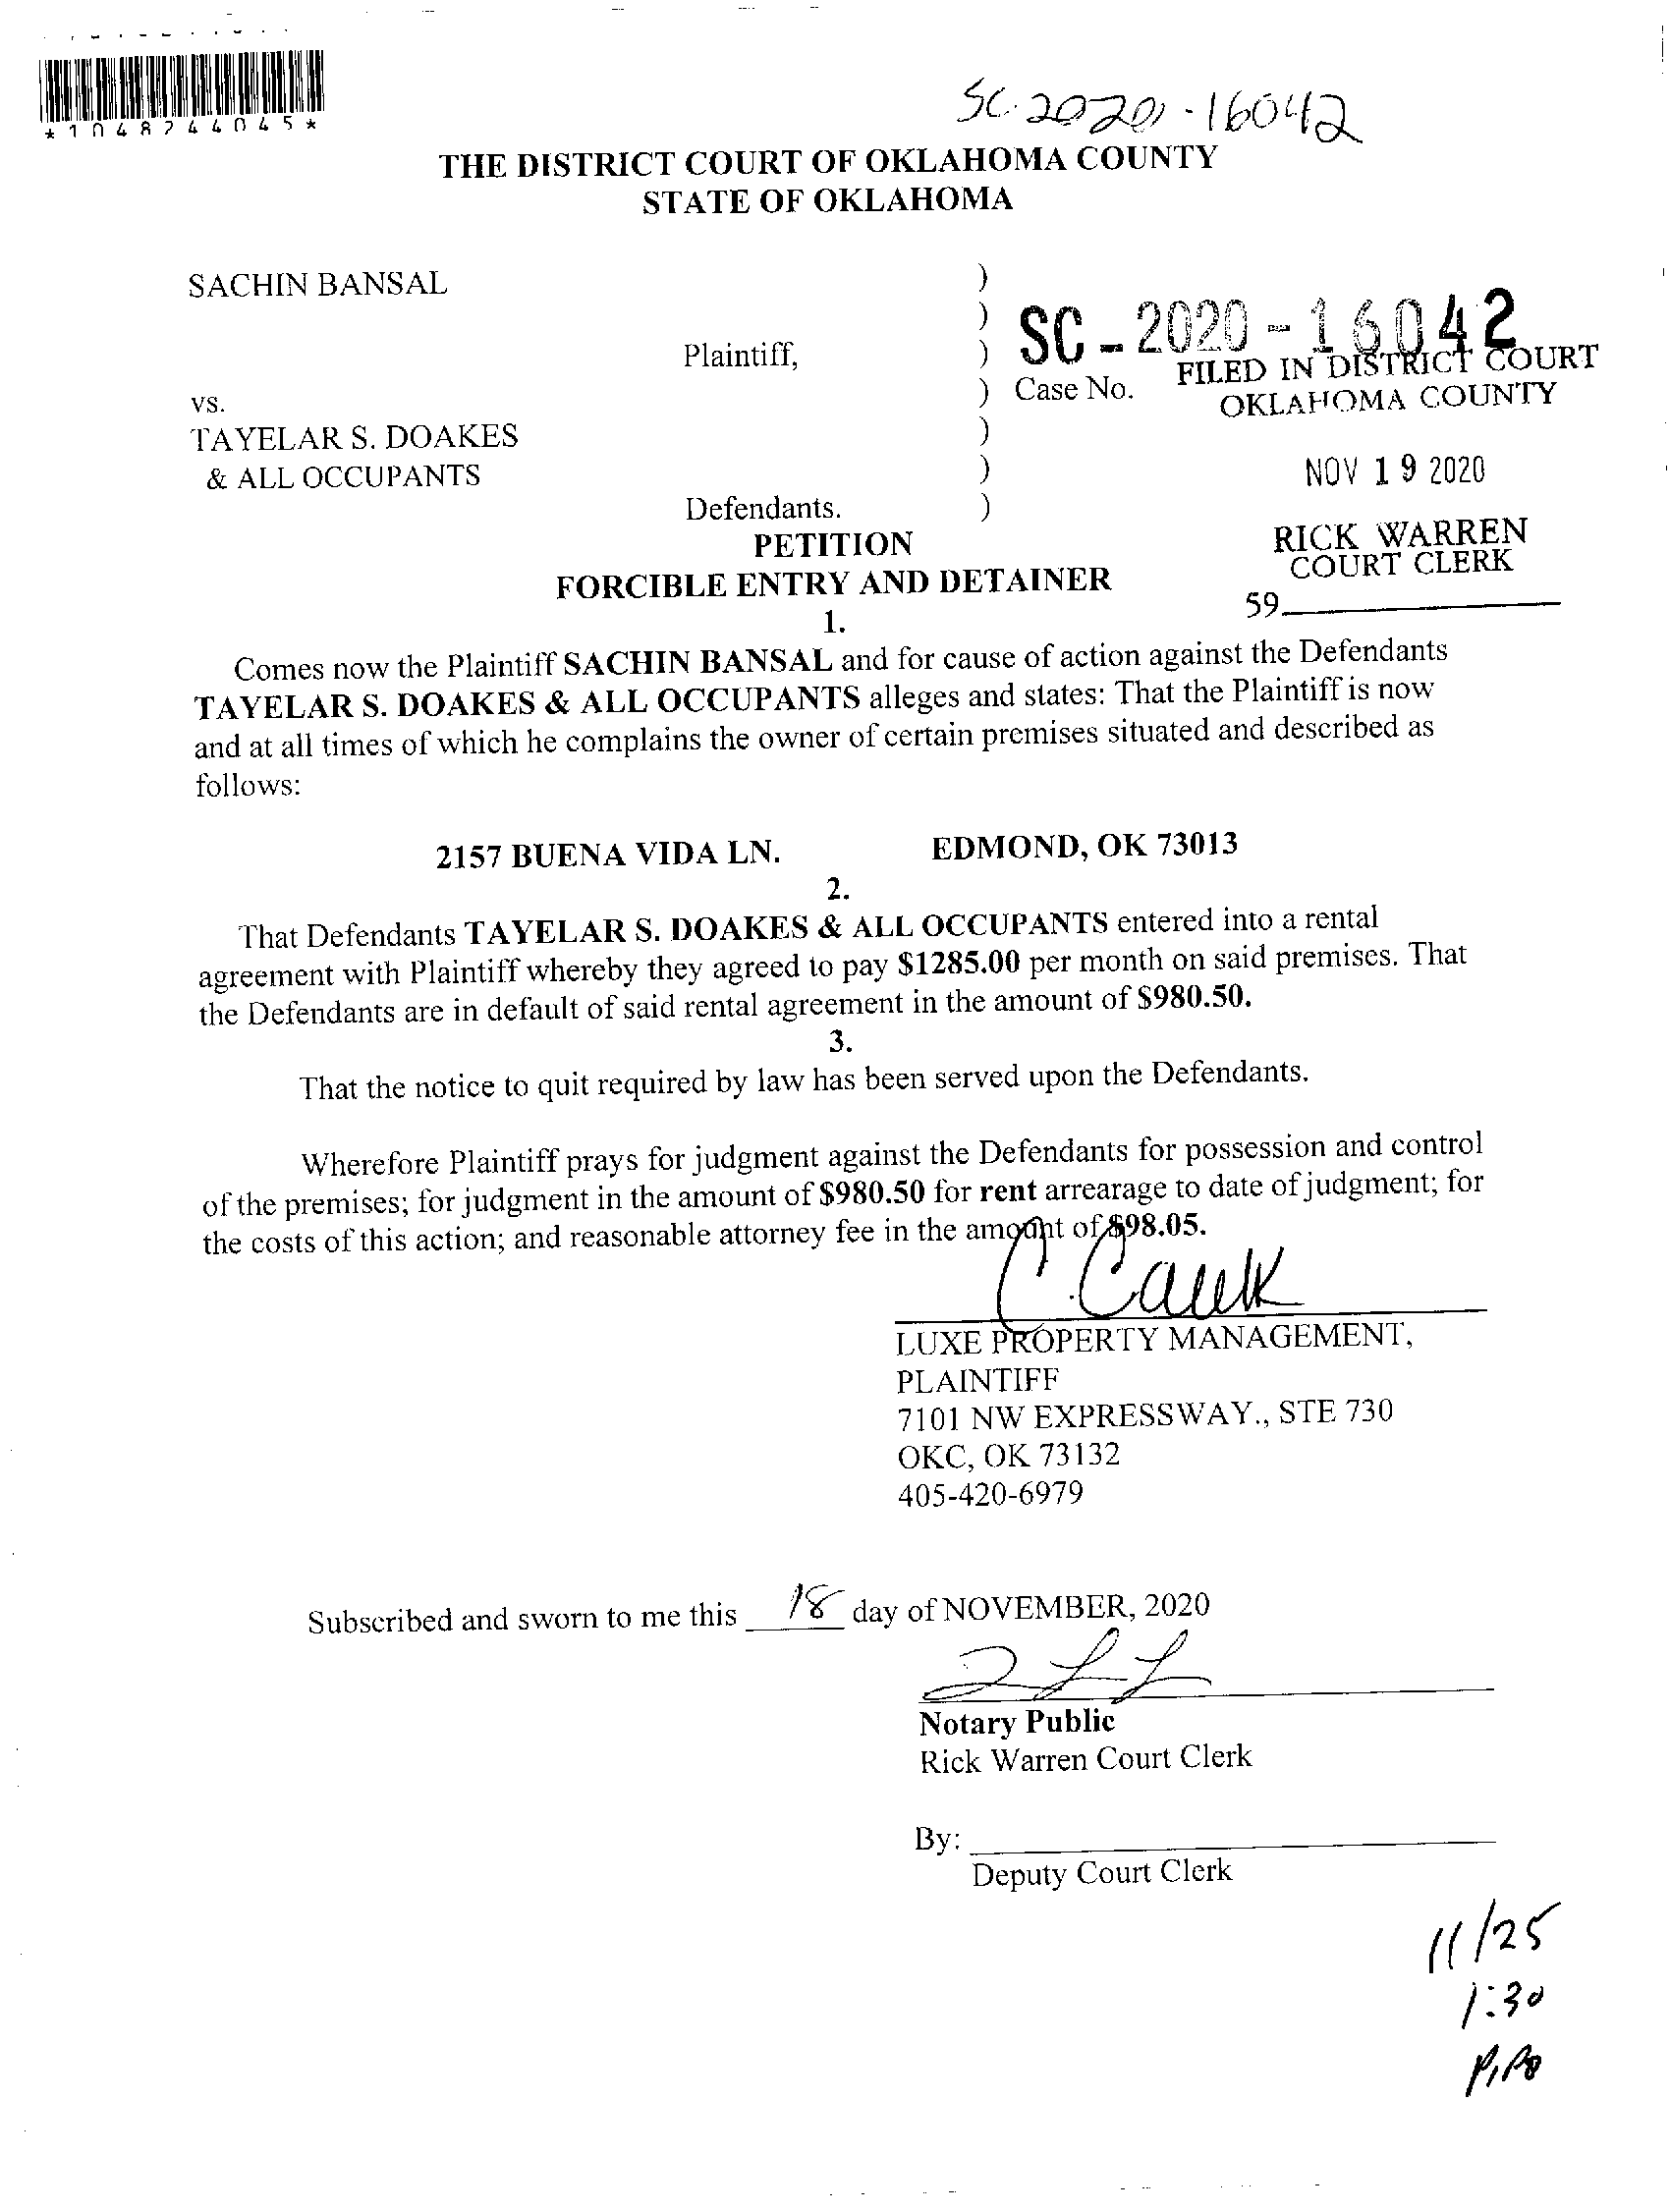 *1048744045*
SC-2020-16042
THE DISTRICT COURT OF OKLAHOMA COUNTY
STATE OF OKLAHOMA
SACHIN BANSAL )
)
Plaintiff, )
SC-2020-16042
) Case No.
FILED IN DISTRICT COURT
OKLAHOMA COUNTY
vs.
TAYELAR S. DOAKES )
& ALL OCCUPANTS )
NOV 19 2020
Defendants. )
RICK WARREN
COURT CLERK
59
PETITION
FORCIBLE ENTRY AND DETAINER
1.
Comes now the Plaintiff SACHIN BANSAL and for cause of action against the Defendants
TAYELAR S. DOAKES & ALL OCCUPANTS alleges and states: That the Plaintiff is now
and at all times of which he complains the owner of certain premises situated and described as
follows:
2157 BUENA VIDA LN. EDMOND, OK 73013
2.
That Defendants TAYELAR S. DOAKES & ALL OCCUPANTS entered into a rental
agreement with Plaintiff whereby they agreed to pay $1285.00 per month on said premises. That
the Defendants are in default of said rental agreement in the amount of $980.50.
3.
That the notice to quit required by law has been served upon the Defendants.
Wherefore Plaintiff prays for judgment against the Defendants for possession and control
of the premises; for judgment in the amount of $980.50 for rent arrearage to date of judgment; for
the costs of this action; and reasonable attorney fee in the amount of $98.05.
C Caulk
LUXE PROPERTY MANAGEMENT,
PLAINTIFF
7101 NW EXPRESSWAY., STE 730
OKC, OK 73132
405-420-6979
Subscribed and sworn to me this 18 day of NOVEMBER, 2020
Notary Public
Rick Warren Court Clerk
By:
Deputy Court Clerk
11/25
1:30